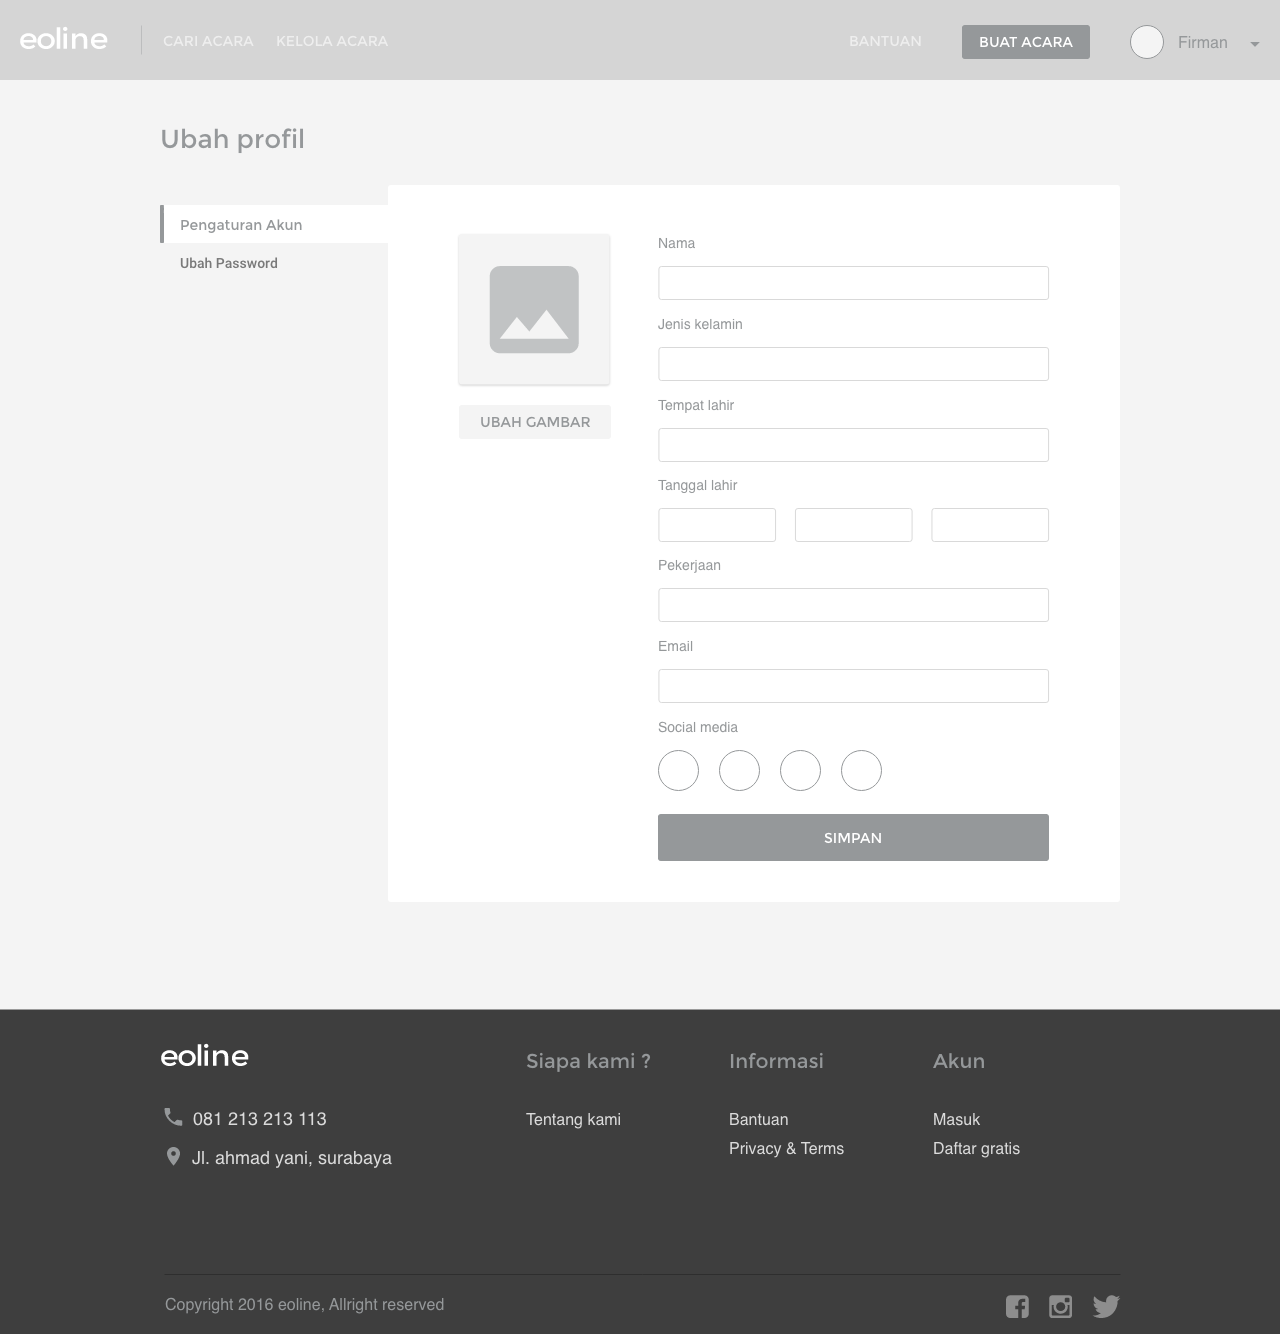 eoline
CARI ACARA
KELOLA ACARA
BANTUAN
BUAT ACARA
Firman
Ubah profil
Pengaturan Akun
Ubah Password
UBAH GAMBAR
Nama
Jenis kelamin
Tempat lahir
Tanggal lahir
Pekerjaan
Email
Social media
SIMPAN
eoline
081 213 213 113
Jl. ahmad yani, surabaya
Siapa kami ?
Tentang kami
Informasi
Bantuan
Privacy & Terms
Akun
Masuk
Daftar gratis
Copyright 2016 eoline, Allright reserved